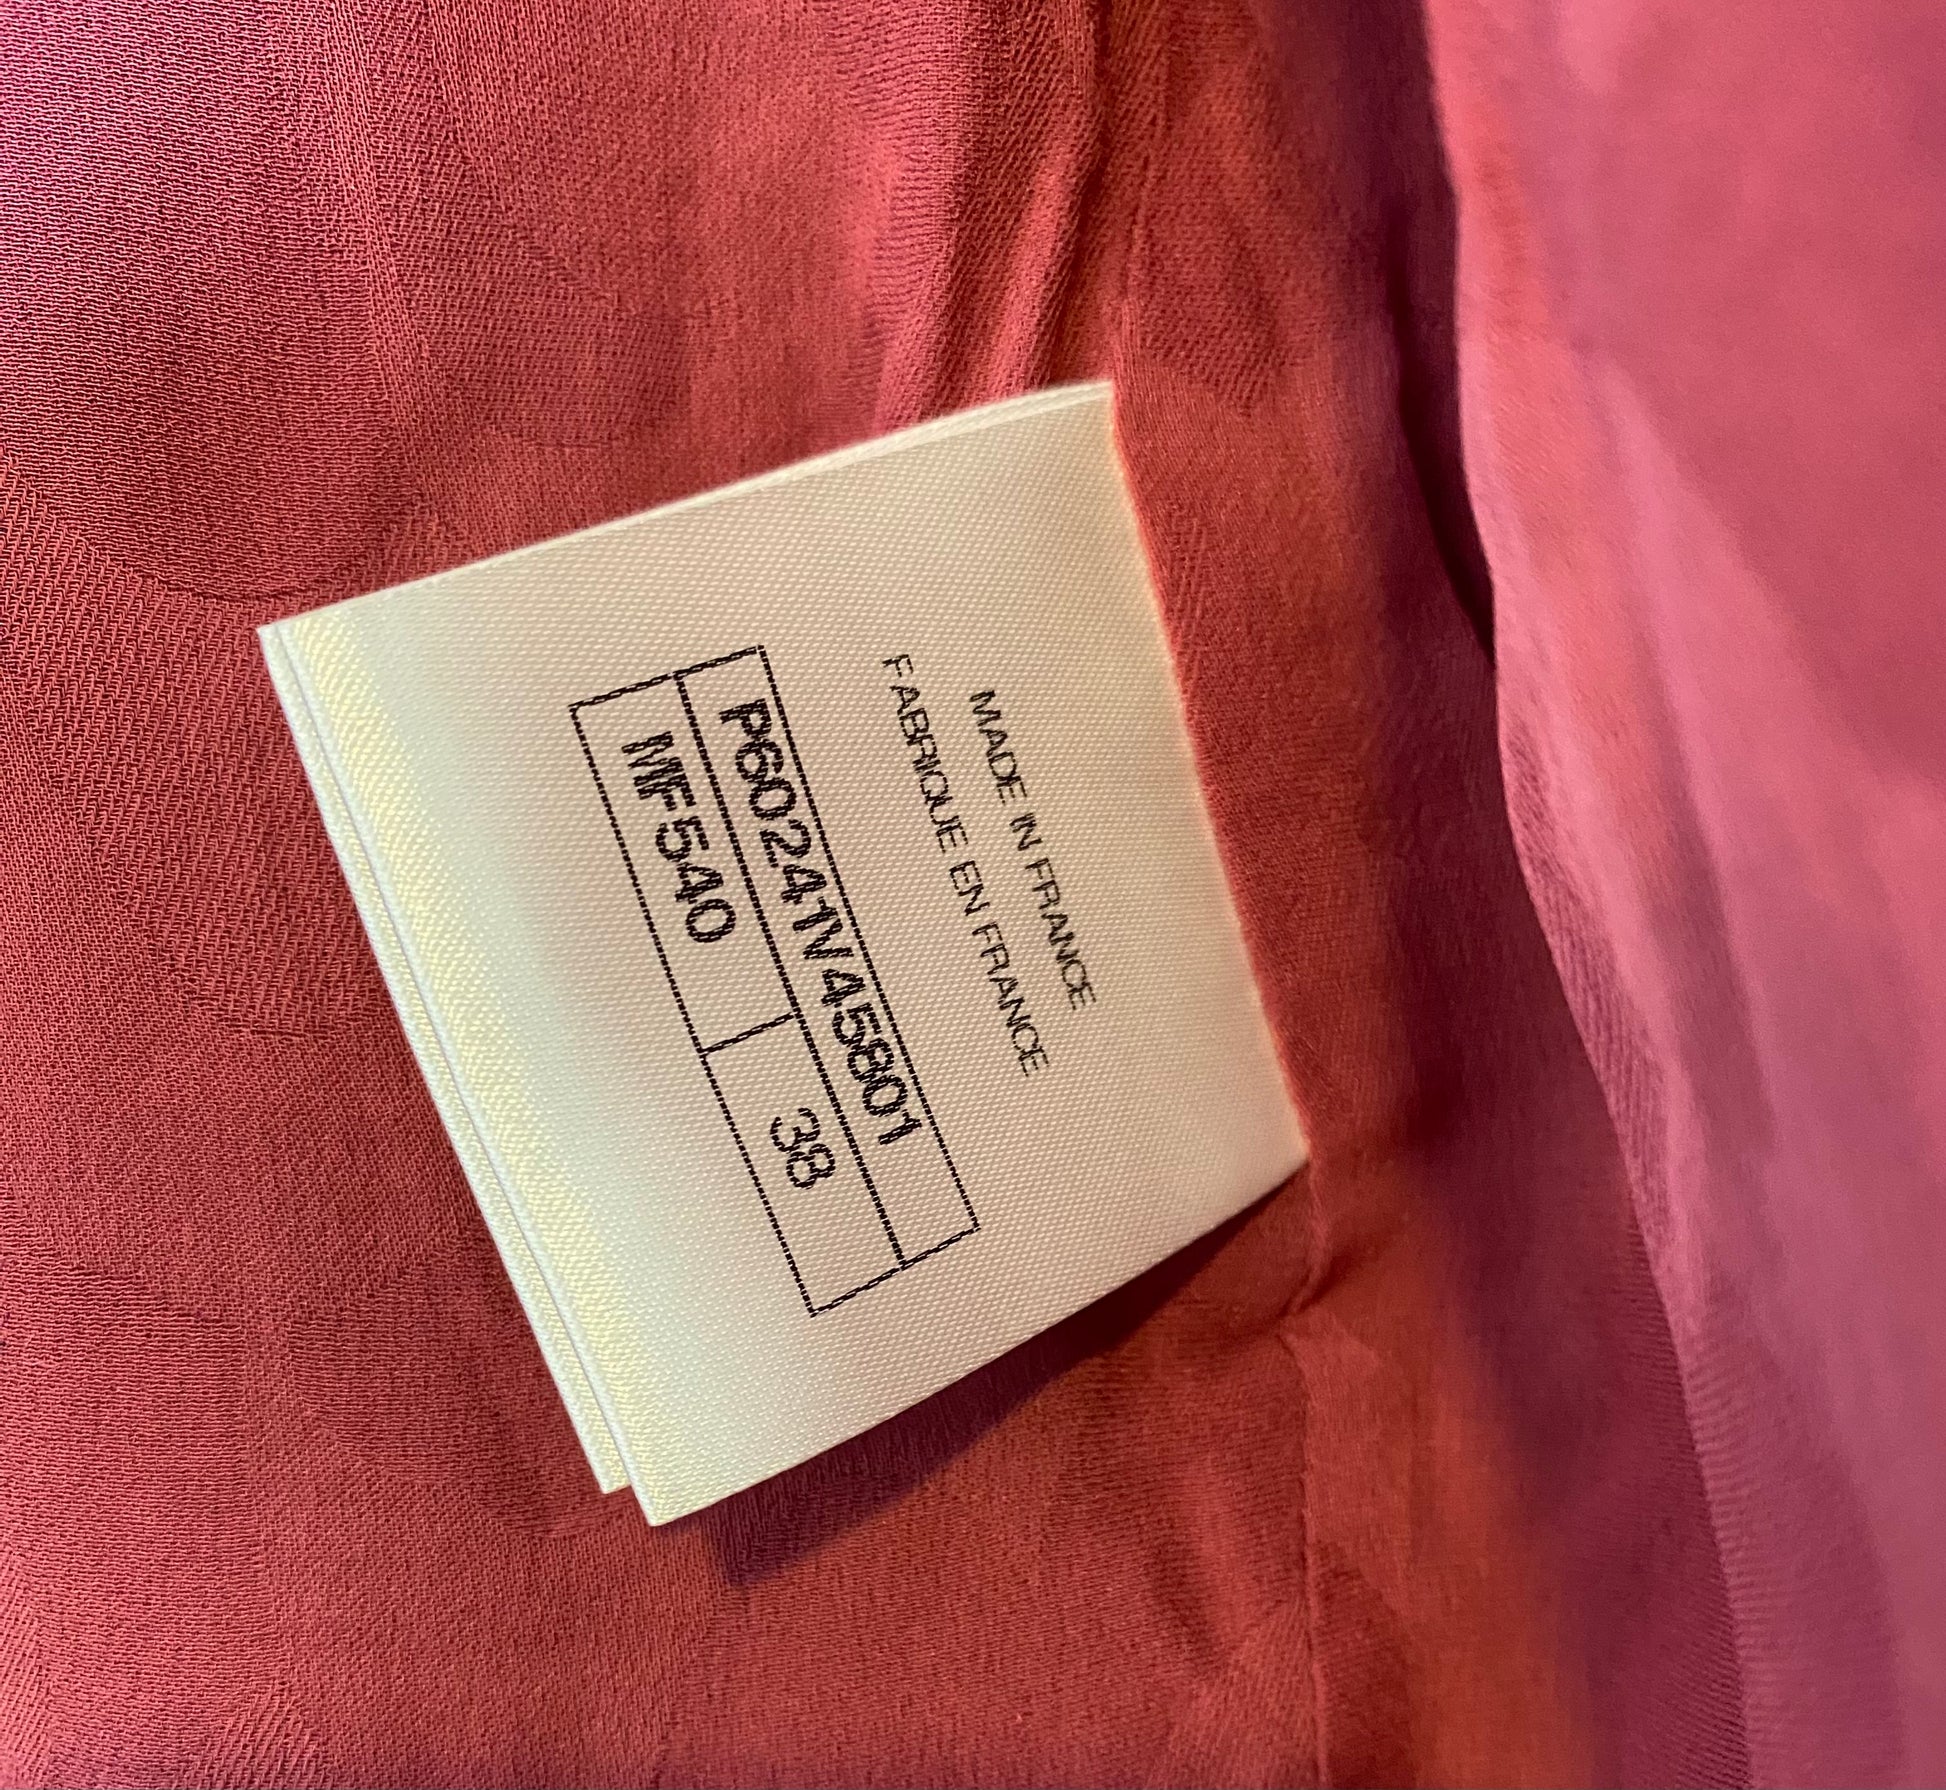 MADE IN FRANCE
FABRIQUE EN FRANCE
P60241V45801
MF540 38